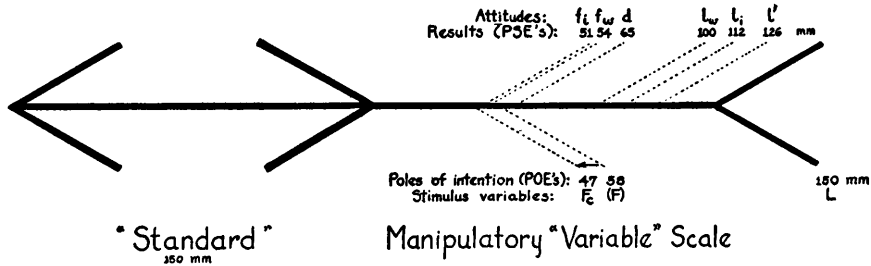 Attitudes: fi fw d lw li l'
Results (PSE's): 51 54 65 100 112 126 mm
Poles of intention (POE's): 47 58 150 mm
Stimulus variables: Fc (F) L
"Standard" Manipulatory "Variable" Scale
150 mm